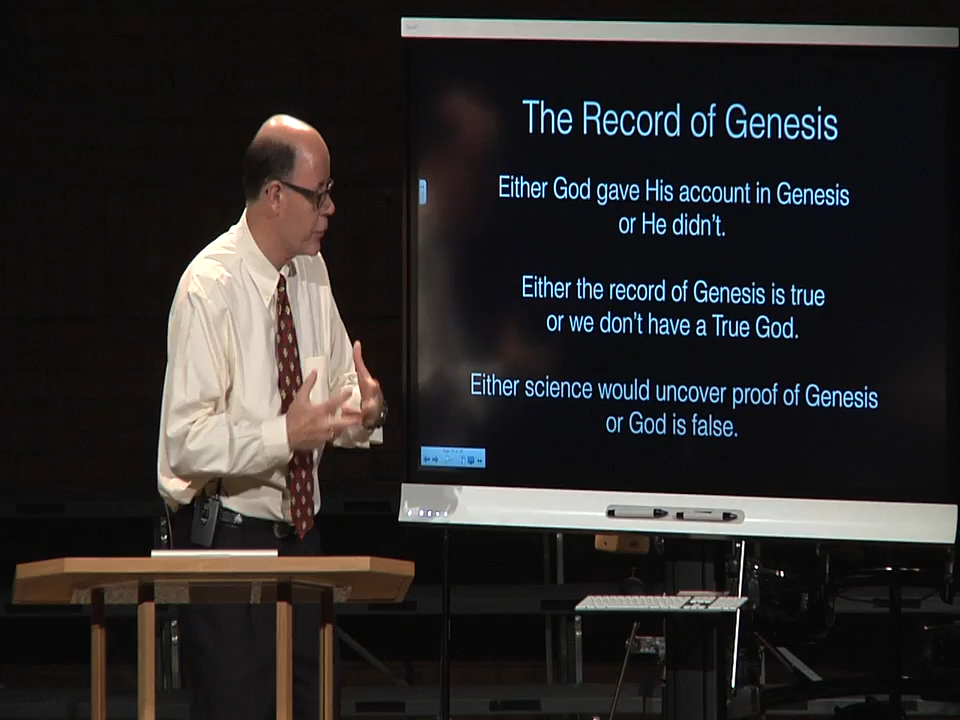 The Record of Genesis
Either God gave His account in Genesis
or He didn't.
Either the record of Genesis is true
or we don't have a True God.
Either science would uncover proof of Genesis
or God is false.